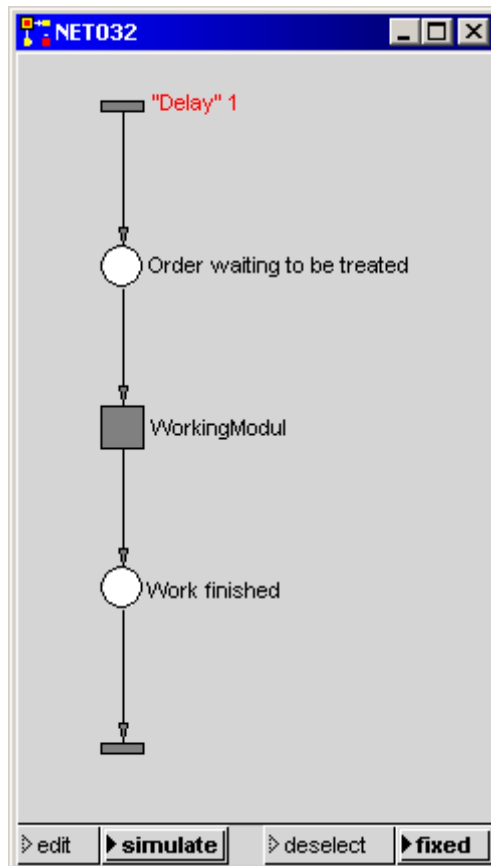 NET032
"Delay" 1
Order waiting to be treated
WorkingModul
Work finished
edit simulate deselect fixed